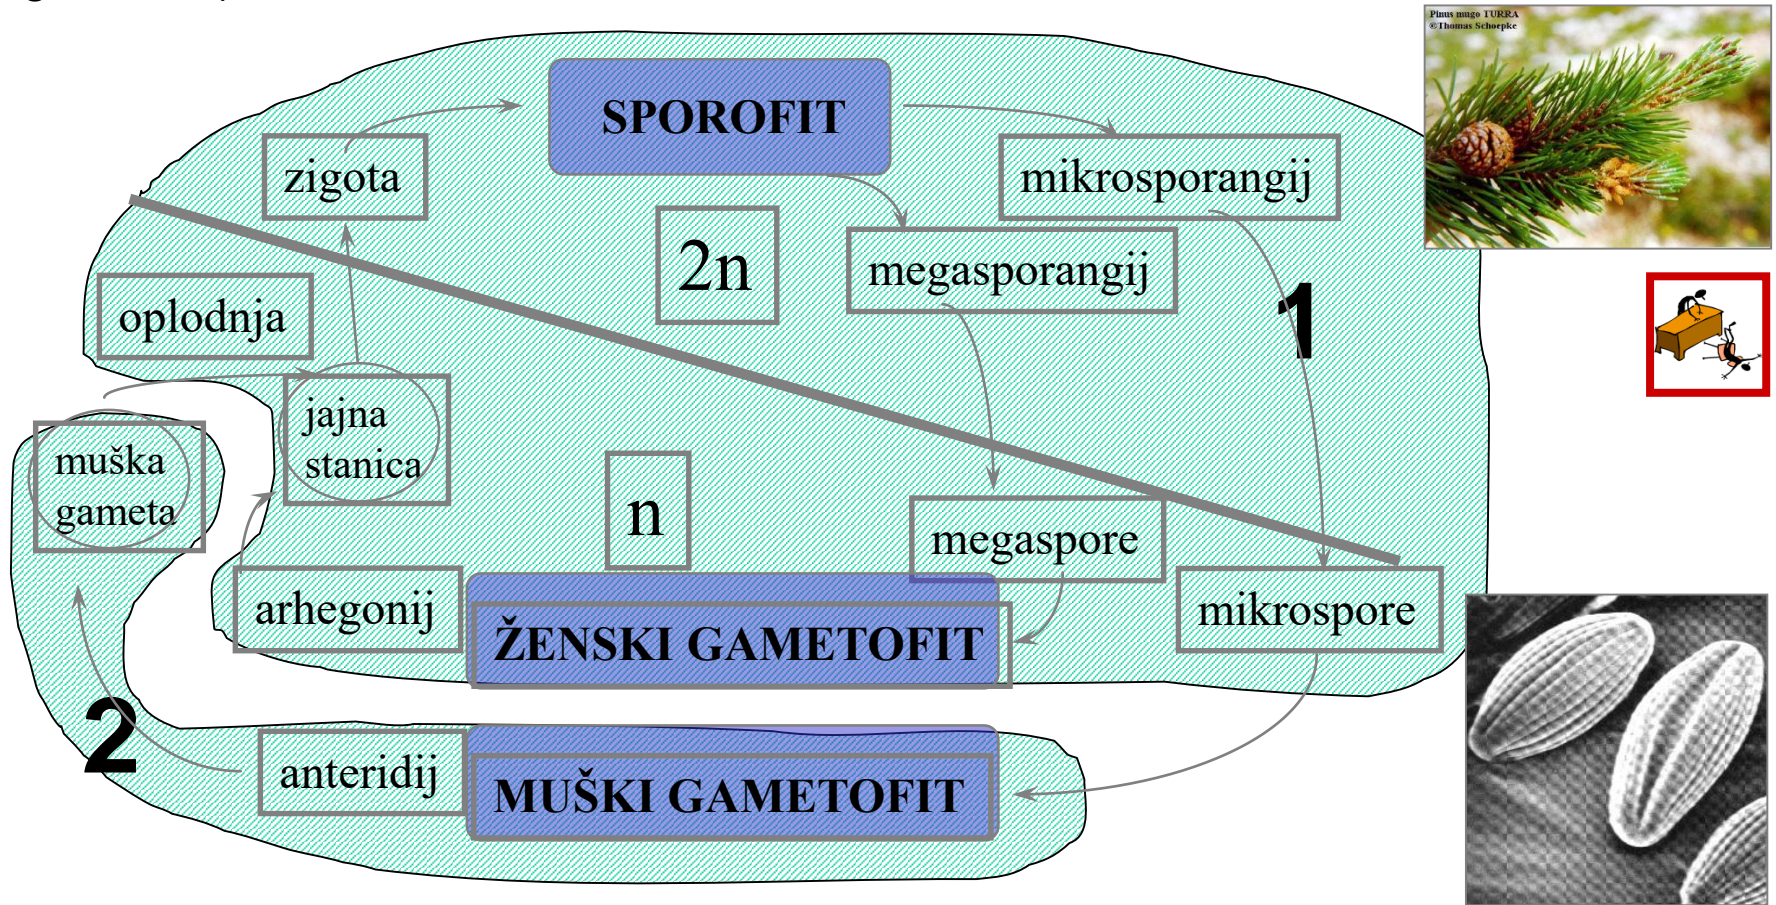 Pinus mugo TURRA
©Thomas Schoepke
SPOROFIT
zigota
mikrosporangij
2n
megasporangij
1
oplodnja
jajna
stanica
muška
gameta
n
megaspore
arhegonij
ŽENSKI GAMETOFIT
mikrospore
2
anteridij
MUŠKI GAMETOFIT